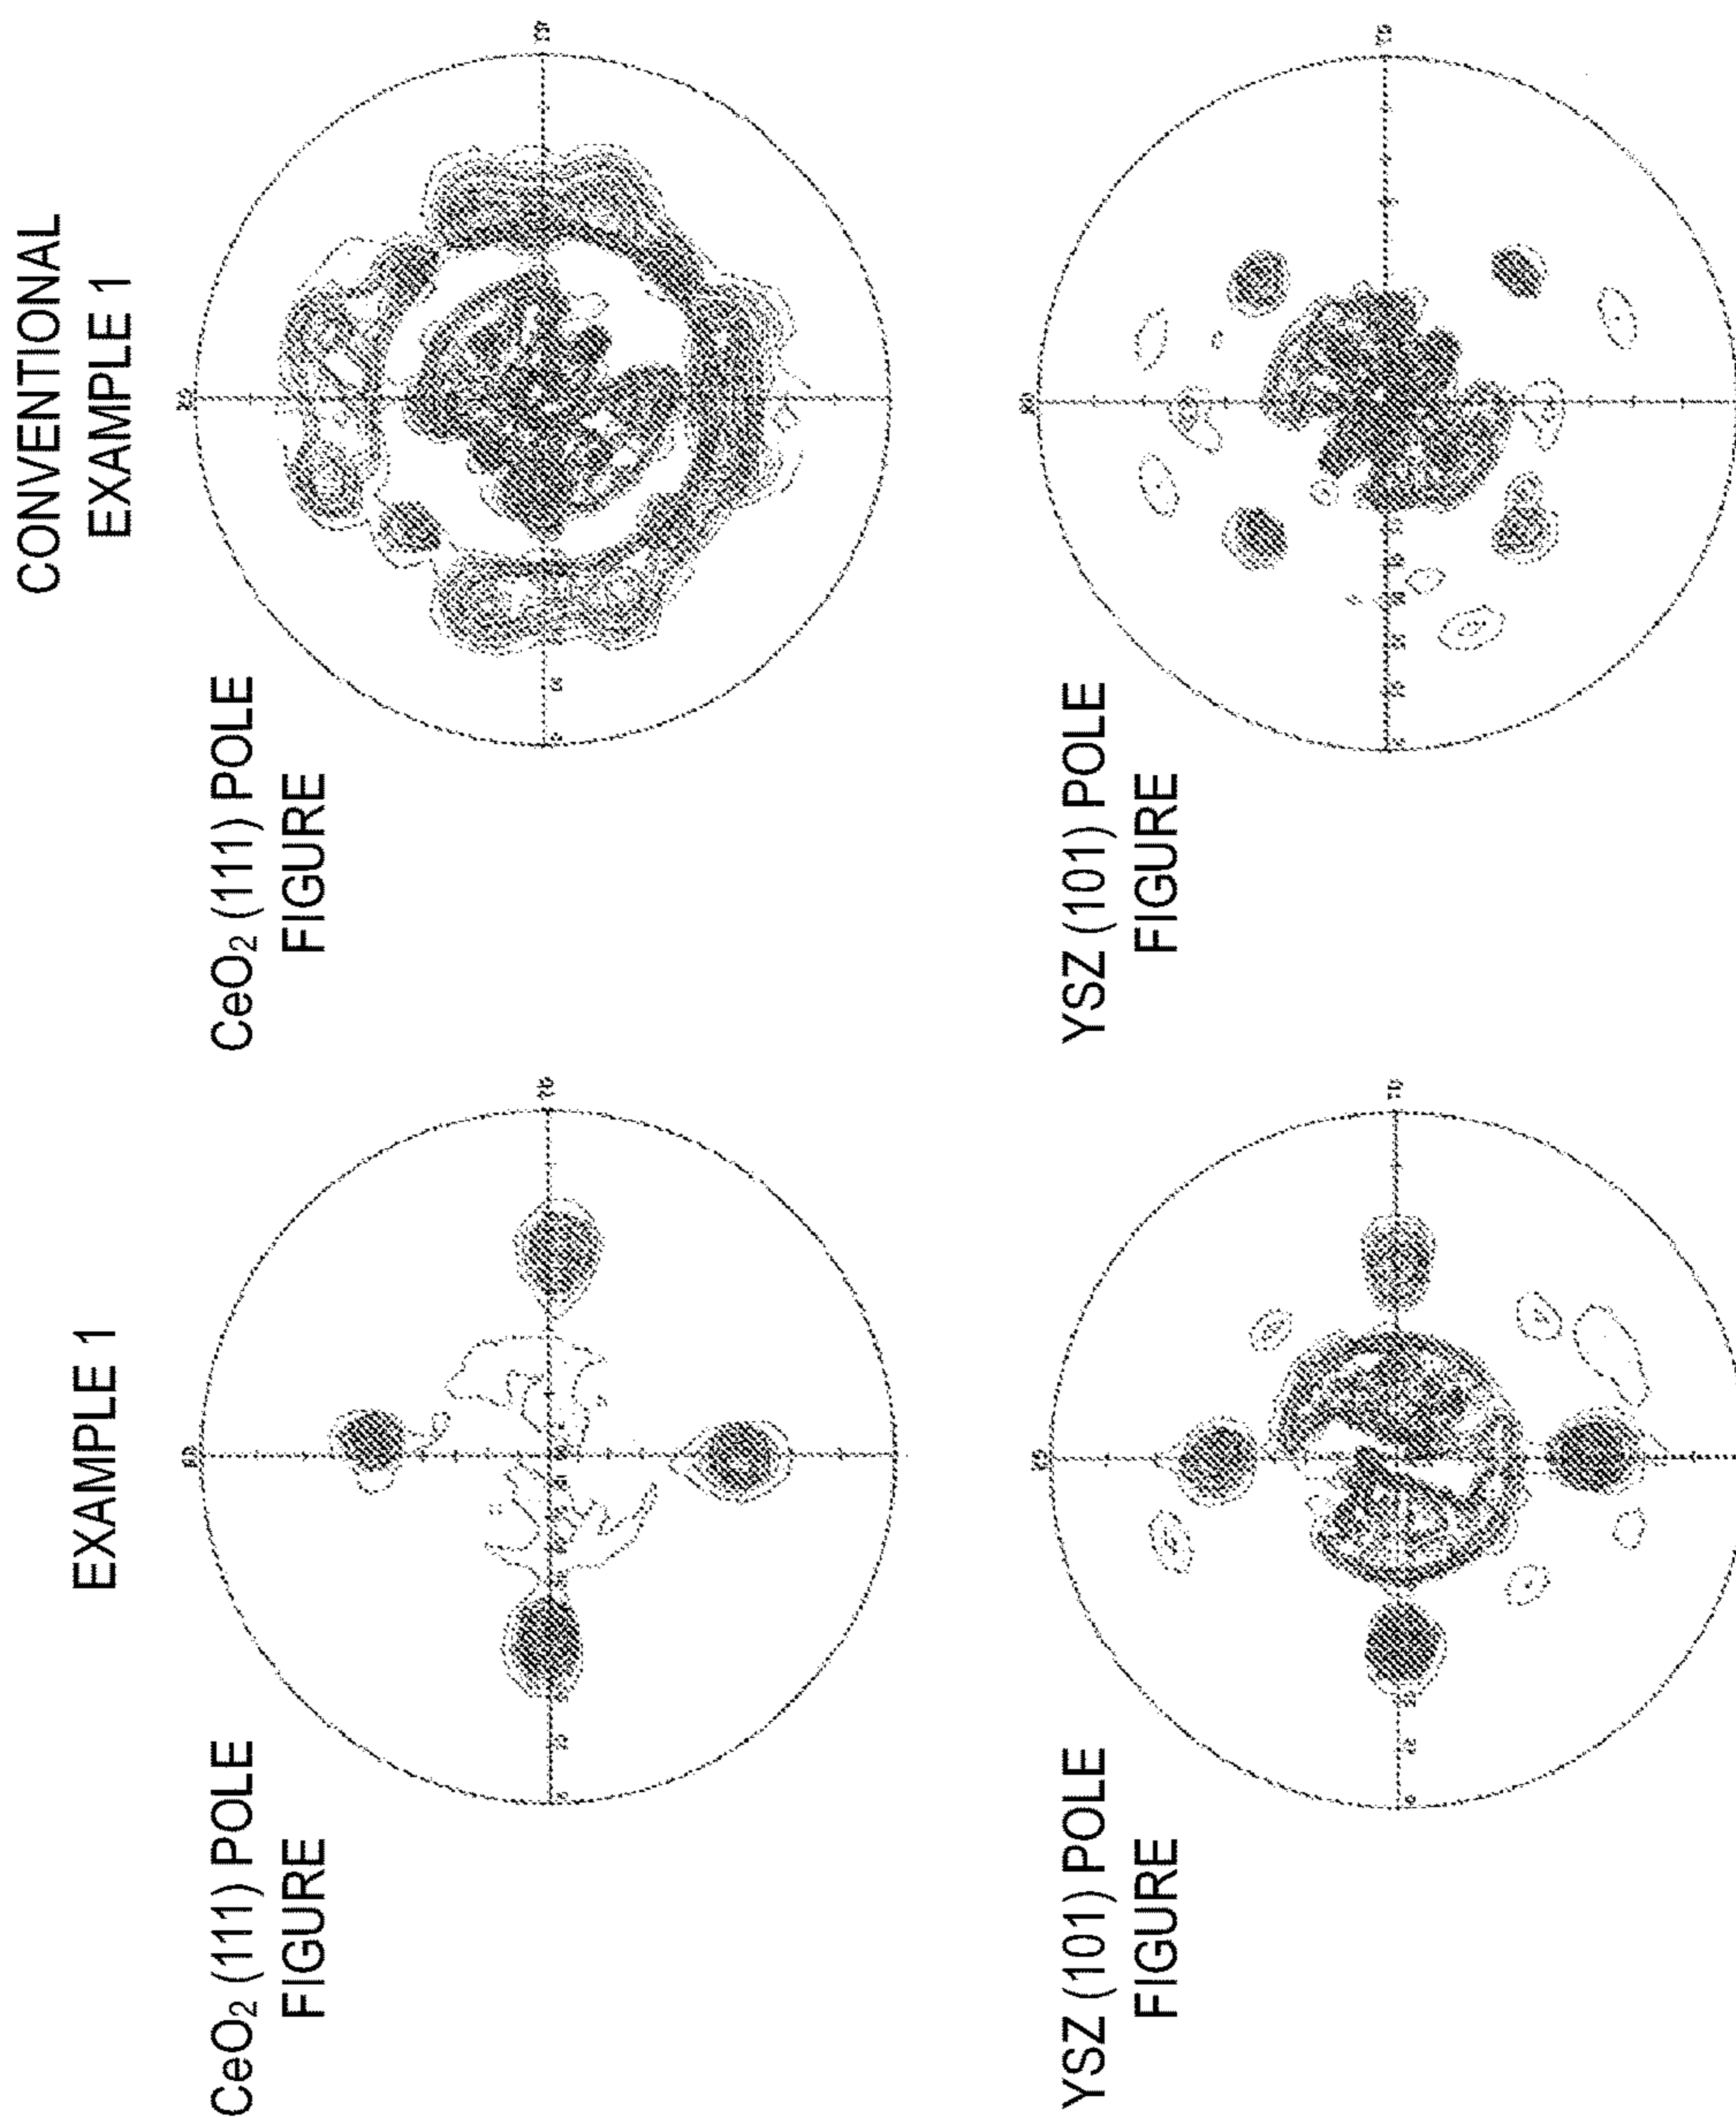 EXAMPLE 1
CONVENTIONAL
EXAMPLE 1
CeO₂ (111) POLE
FIGURE
CeO₂ (111) POLE
FIGURE
YSZ (101) POLE
FIGURE
YSZ (101) POLE
FIGURE